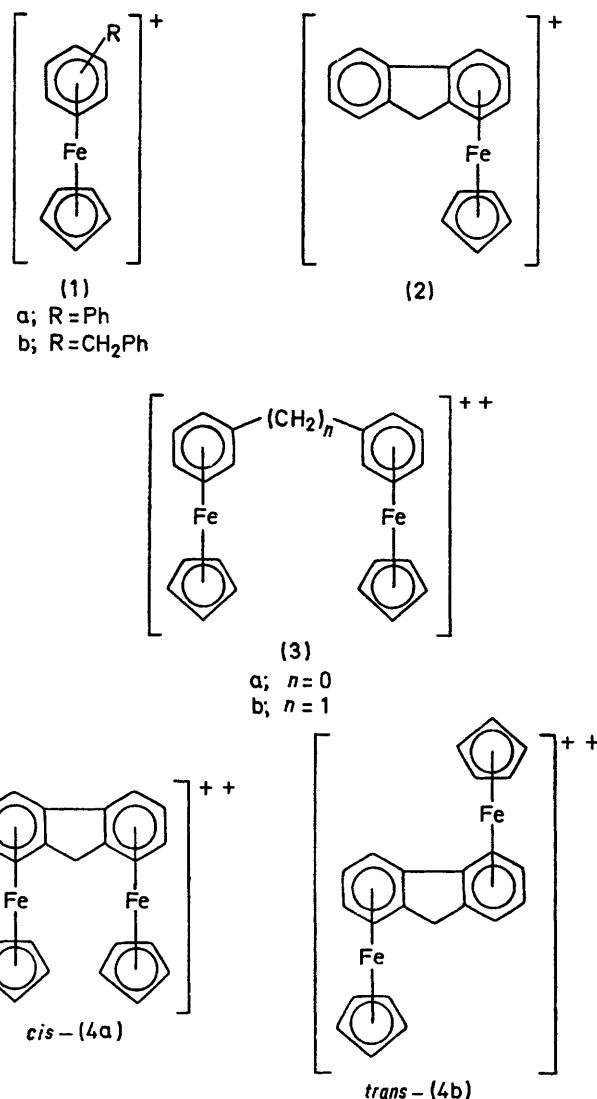 R
+
Fe
(1)
a; R=Ph
b; R=CH₂Ph
+
Fe
(2)
(CH₂)ₙ
++
Fe Fe
(3)
a; n=0
b; n=1
++
Fe Fe
cis-(4a)
++
Fe
Fe
trans-(4b)